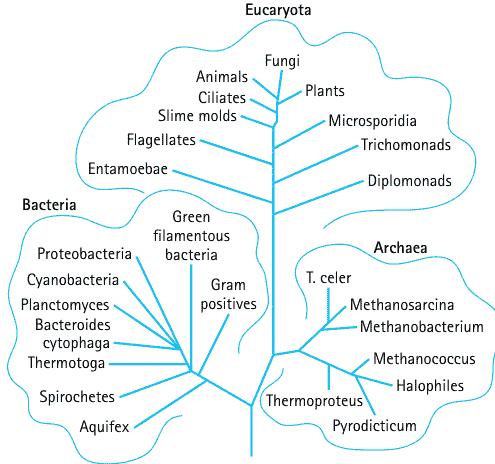 Eucaryota
Fungi
Animals
Plants
Ciliates
Slime molds
Microsporidia
Flagellates
Trichomonads
Entamoebae
Diplomonads
Bacteria
Green
filamentous
bacteria
Proteobacteria
Cyanobacteria
Gram
positives
Planctomyces
Bacteroides
cytophaga
Thermotoga
Spirochetes
Aquifex
Archaea
T. celer
Methanosarcina
Methanobacterium
Methanococcus
Halophiles
Thermoproteus
Pyrodicticum